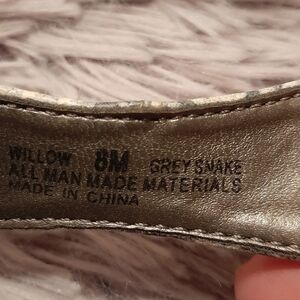 WILLOW 8M GREY SNAKE
ALL MAN MADE MATERIALS
MADE IN CHINA